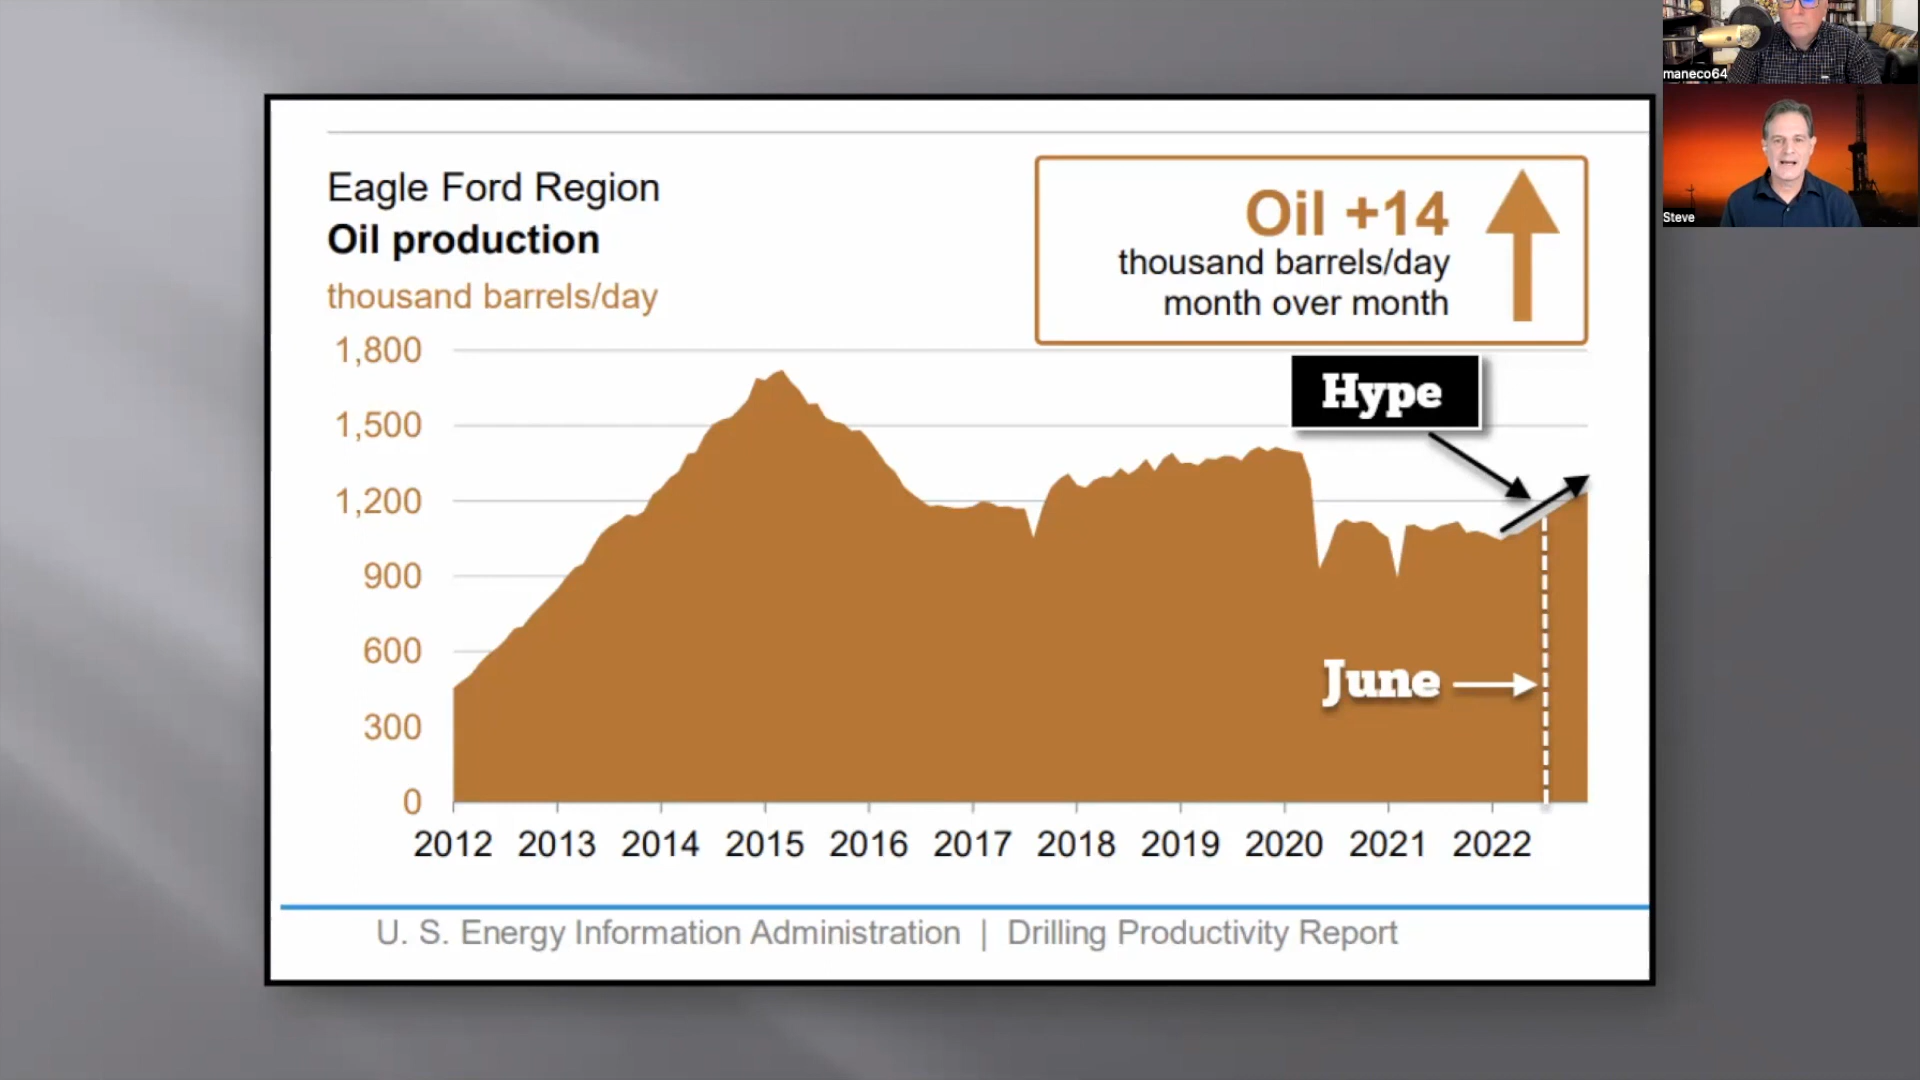 maneco64
Steve
Eagle Ford Region
Oil production
thousand barrels/day
Oil +14
thousand barrels/day
month over month
1,800
1,500
1,200
900
600
300
0
Hype
June
2012 2013 2014 2015 2016 2017 2018 2019 2020 2021 2022
U. S. Energy Information Administration | Drilling Productivity Report